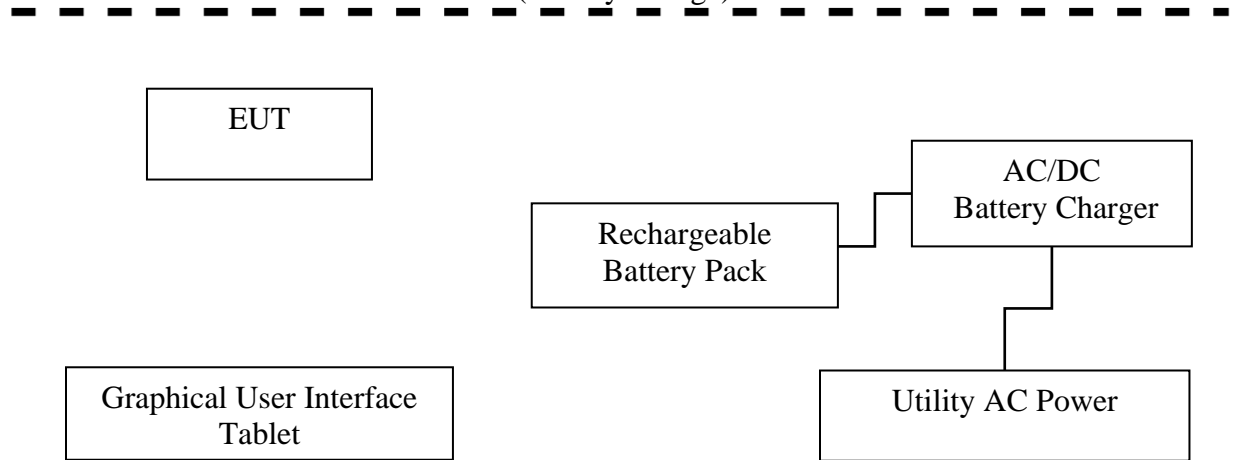 EUT
AC/DC
Battery Charger
Rechargeable
Battery Pack
Graphical User Interface
Tablet
Utility AC Power